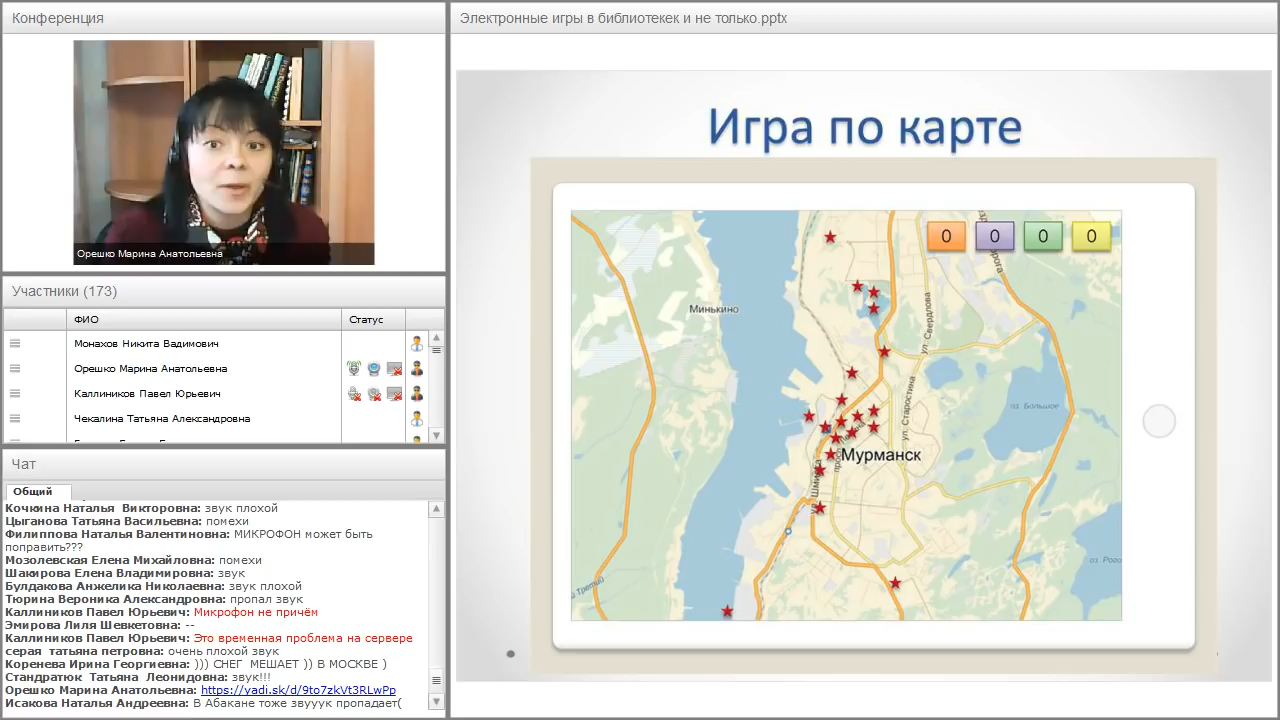 Конференция
Орешко Марина Анатольевна
Участники (173)
ФИО
Статус
Монахов Никита Вадимович
Орешко Марина Анатольевна
Каллиников Павел Юрьевич
Чекалина Татьяна Александровна
Чат
Общий
Кочкина Наталья Викторовна: звук плохой
Цыганова Татьяна Васильевна: помехи
Филиппова Наталья Валентиновна: МИКРОФОН может быть
поправить???
Мозолевская Елена Михайловна: помехи
Шакирова Елена Владимировна: звук
Булдакова Анжелика Николаевна: звук плохой
Тюрина Вероника Александровна: пропал звук
Каллиников Павел Юрьевич: Микрофон не причём
Эмирова Лиля Шевкетовна: --
Каллиников Павел Юрьевич: Это временная проблема на сервере
серая татьяна петровна: очень плохой звук
Коренева Ирина Георгиевна: ))) СНЕГ МЕШАЕТ )) В МОСКВЕ )
Стандратюк Татьяна Леонидовна: звук!!!
Орешко Марина Анатольевна: https://yadi.sk/d/9to7zkVt3RLwPp
Исакова Наталья Андреевна: В Абакане тоже звууук пропадает(
Электронные игры в библиотекек и не только.pptx
Игра по карте
0 0 0 0
Минькино
ул. Свердлова
ул. Старостина
оз. Большое
Мурманск
ул. Шмидта